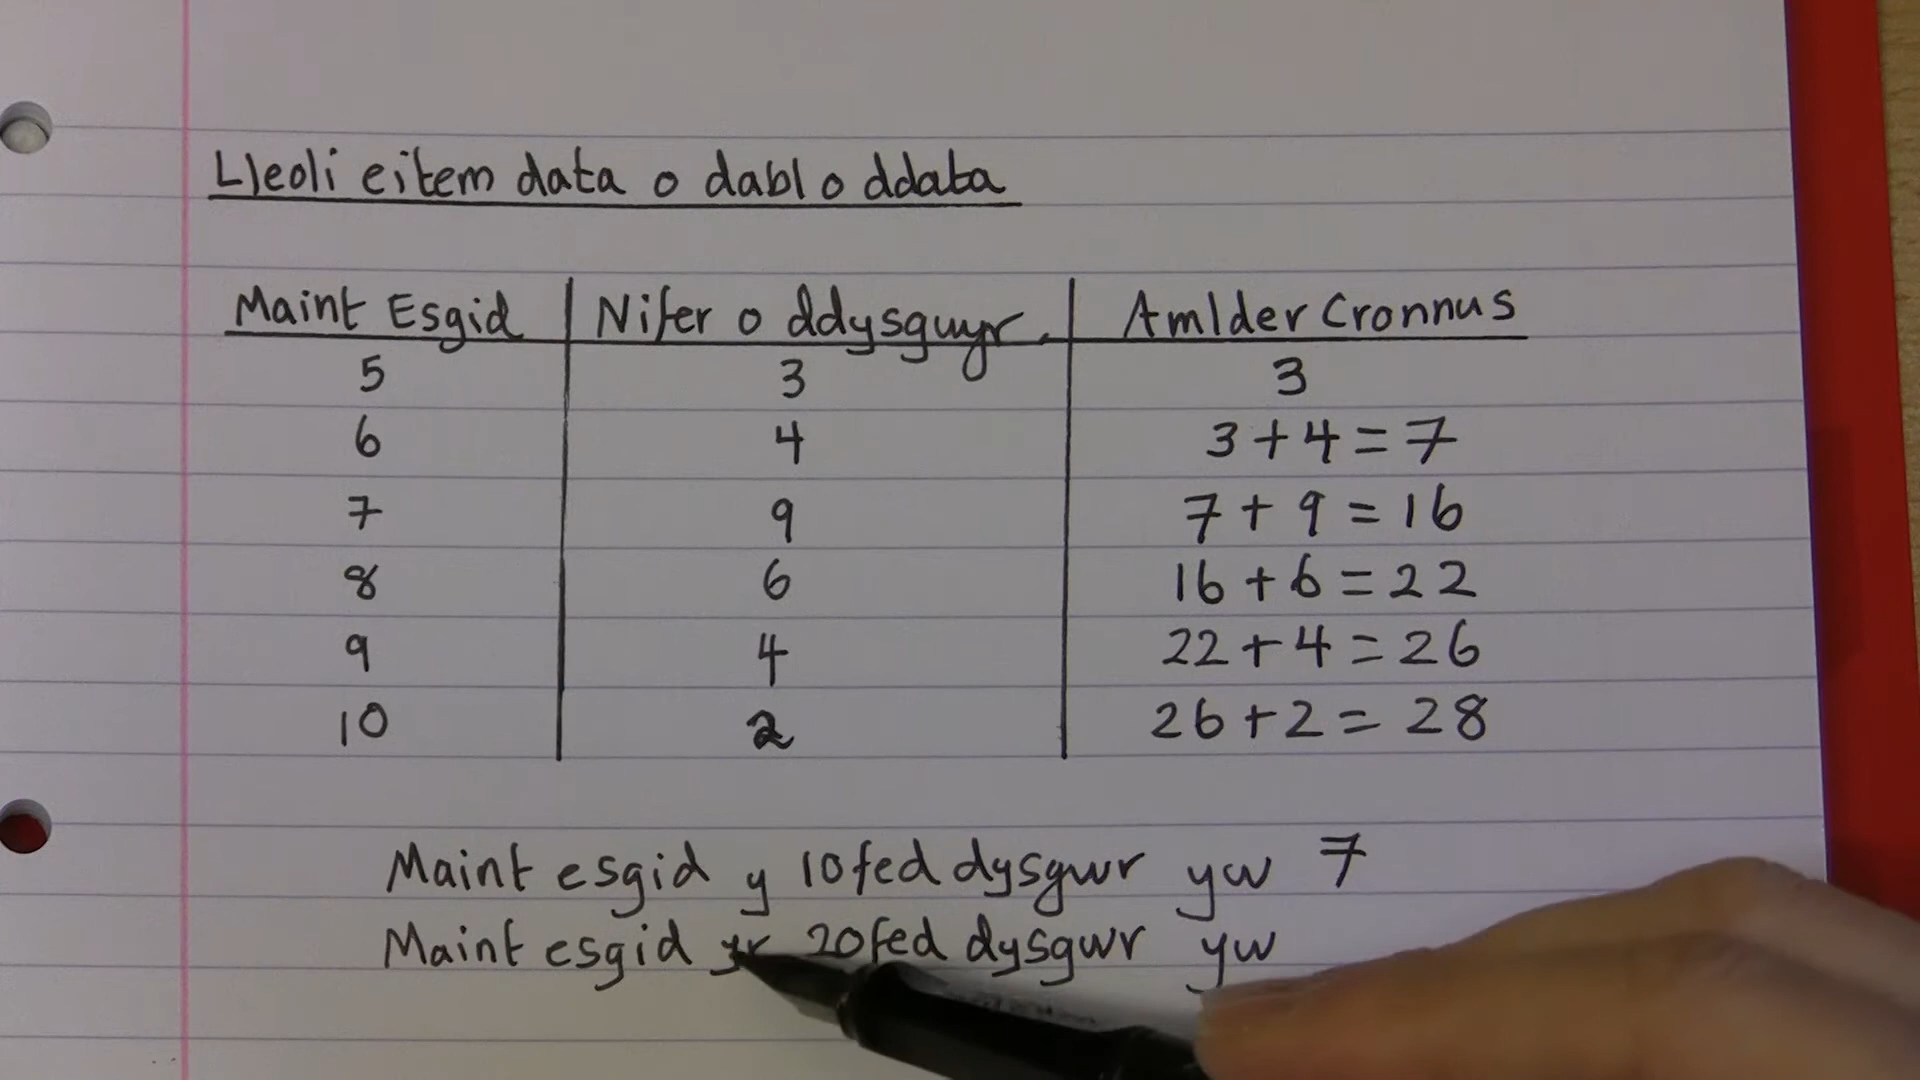 Lleoli eitem data o dabl o ddata
Maint Esgid Nifer o ddysgwyr Amlder Cronnus
5 3 3
6 4 3 + 4 = 7
7 9 7 + 9 = 16
8 6 16 + 6 = 22
9 4 22 + 4 = 26
10 2 26 + 2 = 28
Maint esgid y 10fed dysgwr yw 7
Maint esgid yr 20fed dysgwr yw